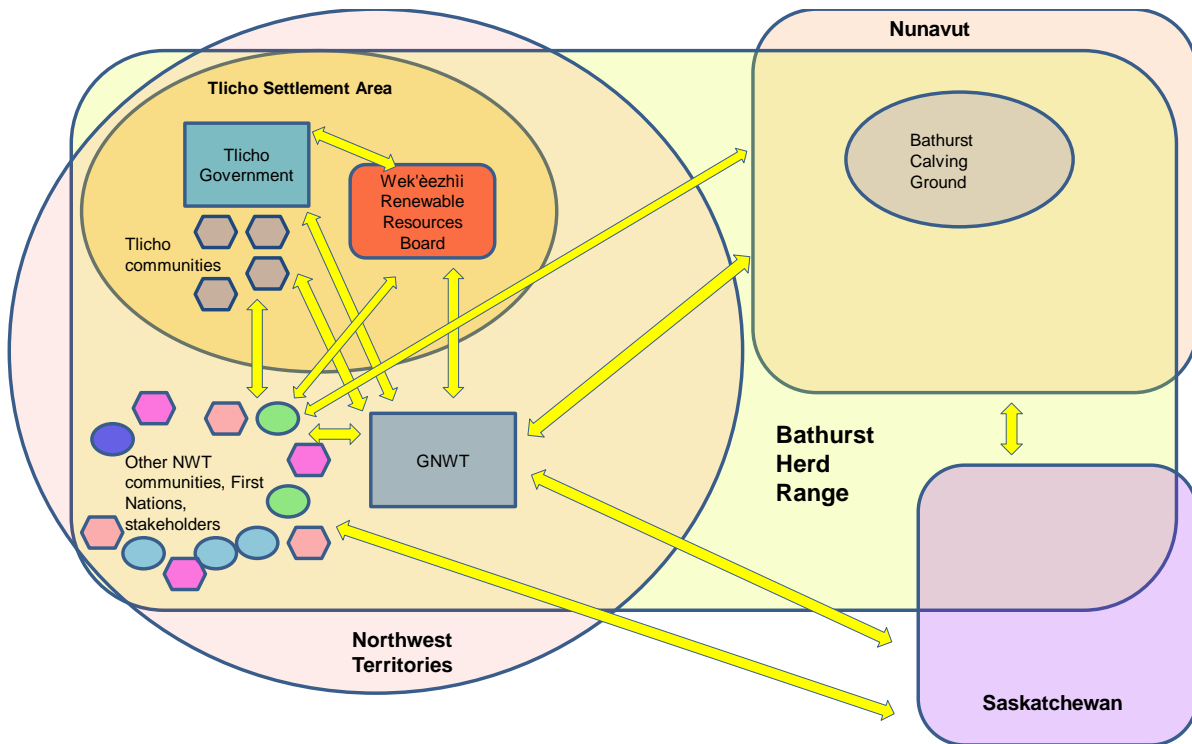 Nunavut
Tlicho Settlement Area
Tlicho
Government
Wek'èezhìi
Renewable
Resources
Board
Bathurst
Calving
Ground
Tlicho
communities
Other NWT
communities, First
Nations,
stakeholders
GNWT
Bathurst
Herd
Range
Northwest
Territories
Saskatchewan